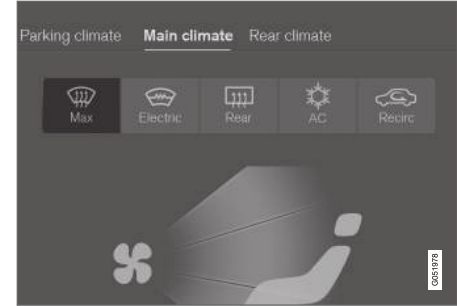 Parking climate Main climate Rear climate
Max Electric Rear AC Recirc
G051978